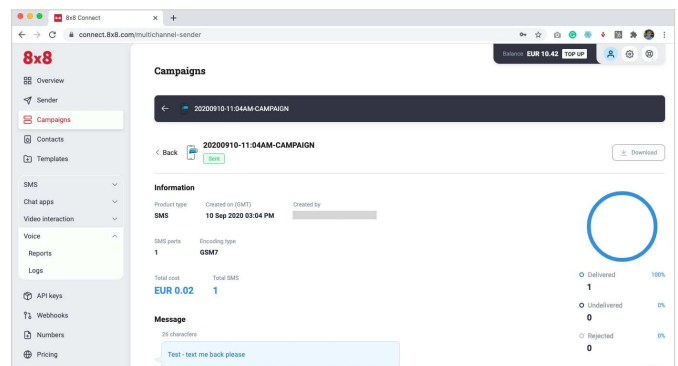 8x8 Connect
connect.8x8.com/multichannel-sender
8x8
Balance EUR 10.42 TOP UP
Overview
Sender
Campaigns
Contacts
Templates
SMS
Chat apps
Video interaction
Voice
Reports
Logs
API keys
Webhooks
Numbers
Pricing
Campaigns
20200910-11:04AM-CAMPAIGN
Back
20200910-11:04AM-CAMPAIGN
Sent
Download
Information
Product type Created on (GMT) Created by
SMS 10 Sep 2020 03:04 PM
SMS parts Encoding type
1 GSM7
Total cost Total SMS
EUR 0.02 1
Message
26 characters
Test - text me back please
Delivered 100%
1
Undelivered 0%
0
Rejected 0%
0